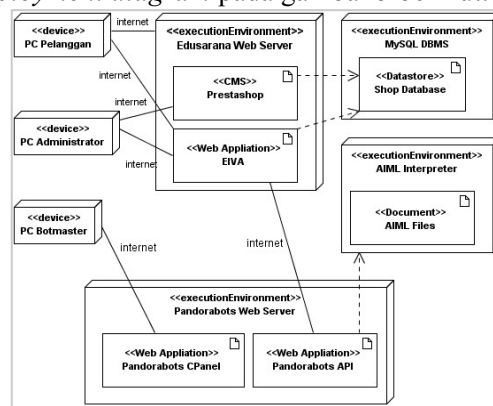 internet
<<device>>
PC Pelanggan
<<executionEnvironment>>
Edusarana Web Server
<<executionEnvironment>>
MySQL DBMS
<<CMS>>
Prestashop
<<Datastore>>
Shop Database
internet
internet
<<device>>
PC Administrator
internet
<<Web Appliation>>
EIVA
<<executionEnvironment>>
AIML Interpreter
<<Document>>
AIML Files
<<device>>
PC Botmaster
internet
internet
<<executionEnvironment>>
Pandorabots Web Server
<<Web Appliation>>
Pandorabots CPanel
<<Web Appliation>>
Pandorabots API